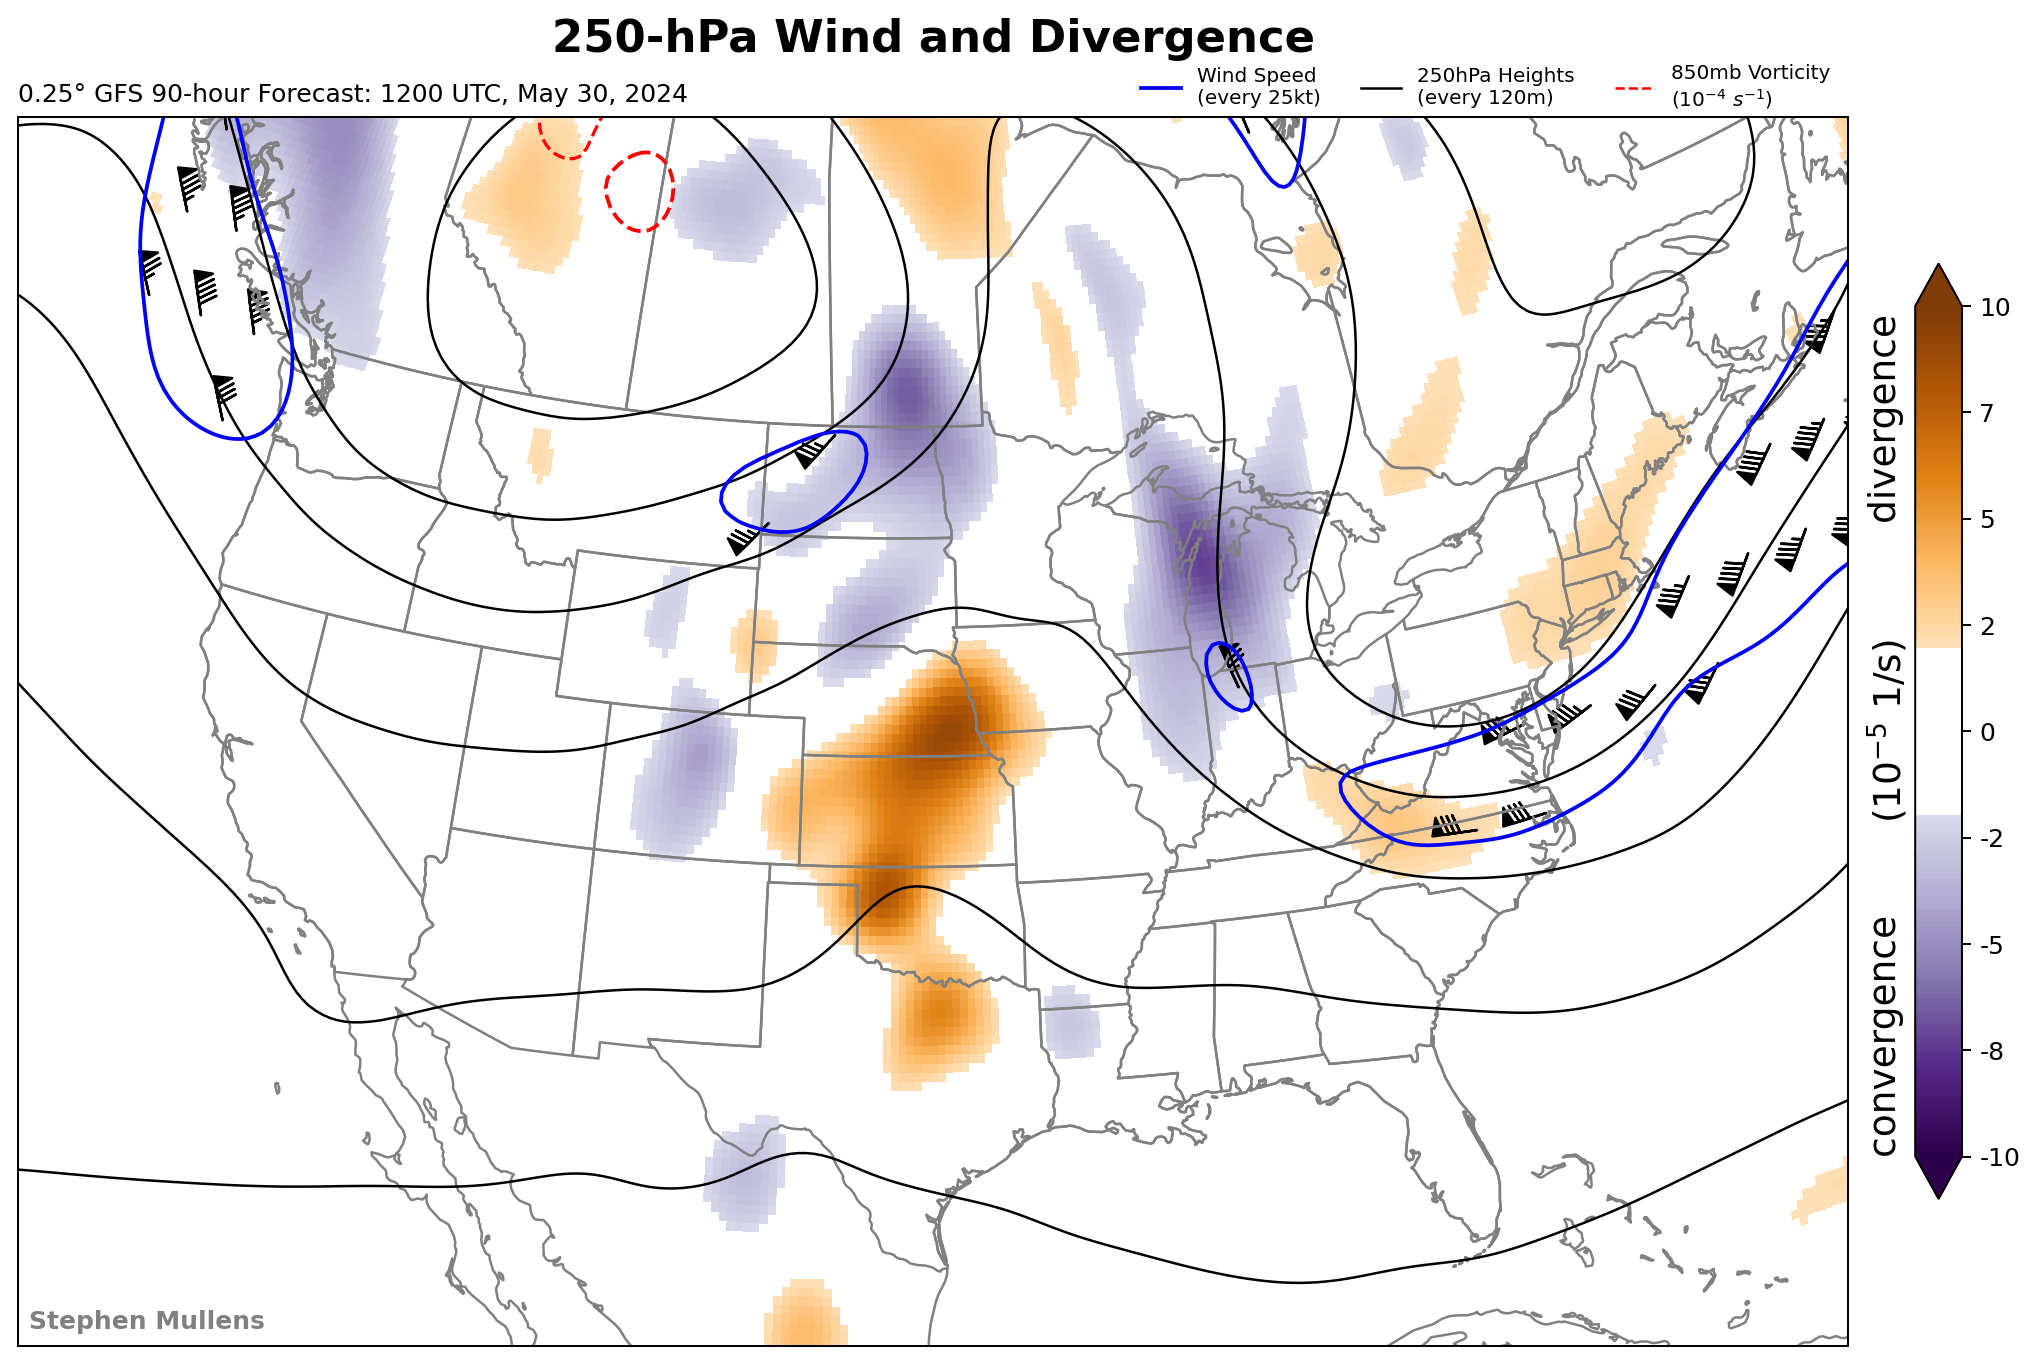 250-hPa Wind and Divergence
0.25° GFS 90-hour Forecast: 1200 UTC, May 30, 2024
Wind Speed
(every 25kt)
250hPa Heights
(every 120m)
850mb Vorticity
(10⁻⁴ s⁻¹)
10
7
5
2
0
-2
-5
-8
-10
convergence (10⁻⁵ 1/s) divergence
Stephen Mullens